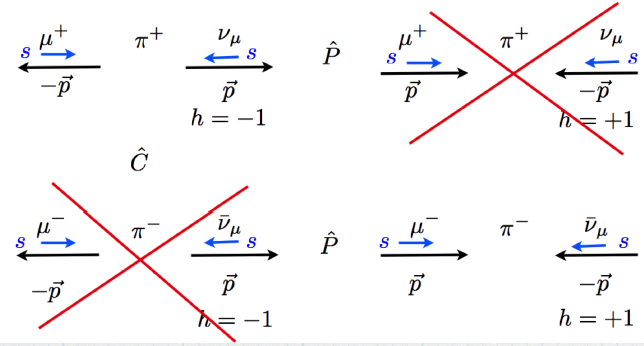 s μ⁺ π⁺ ν_μ s
−p⃗ p⃗
h = −1
P̂
s μ⁺ π⁺ ν_μ s
p⃗ −p⃗
h = +1
Ĉ
s μ⁻ π⁻ ν̄_μ s
−p⃗ p⃗
h = −1
P̂
s μ⁻ π⁻ ν̄_μ s
p⃗ −p⃗
h = +1